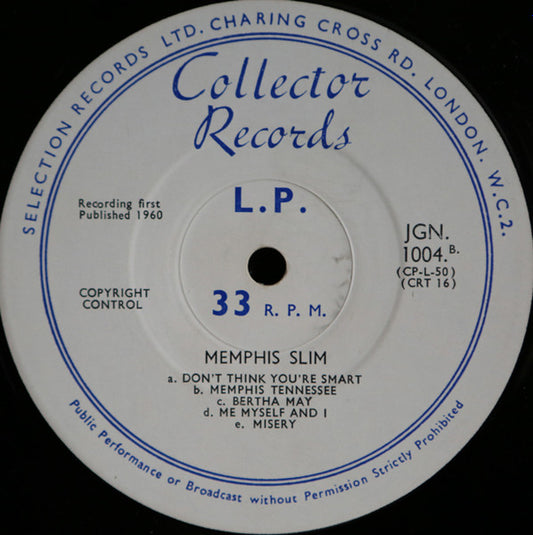 SELECTION RECORDS LTD. CHARING CROSS RD. LONDON. W.C.2.
Collector
Records
L.P.
Recording first
Published 1960
JGN.
1004.B.
(CP-L-50)
(CRT 16)
COPYRIGHT
CONTROL
33 R. P. M.
MEMPHIS SLIM
a. DON'T THINK YOU'RE SMART
b. MEMPHIS TENNESSEE
c. BERTHA MAY
d. ME MYSELF AND I
e. MISERY
Public Performance or Broadcast without Permission Strictly Prohibited